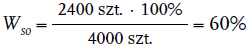 W_so = 2400 szt. · 100% / 4000 szt. = 60%